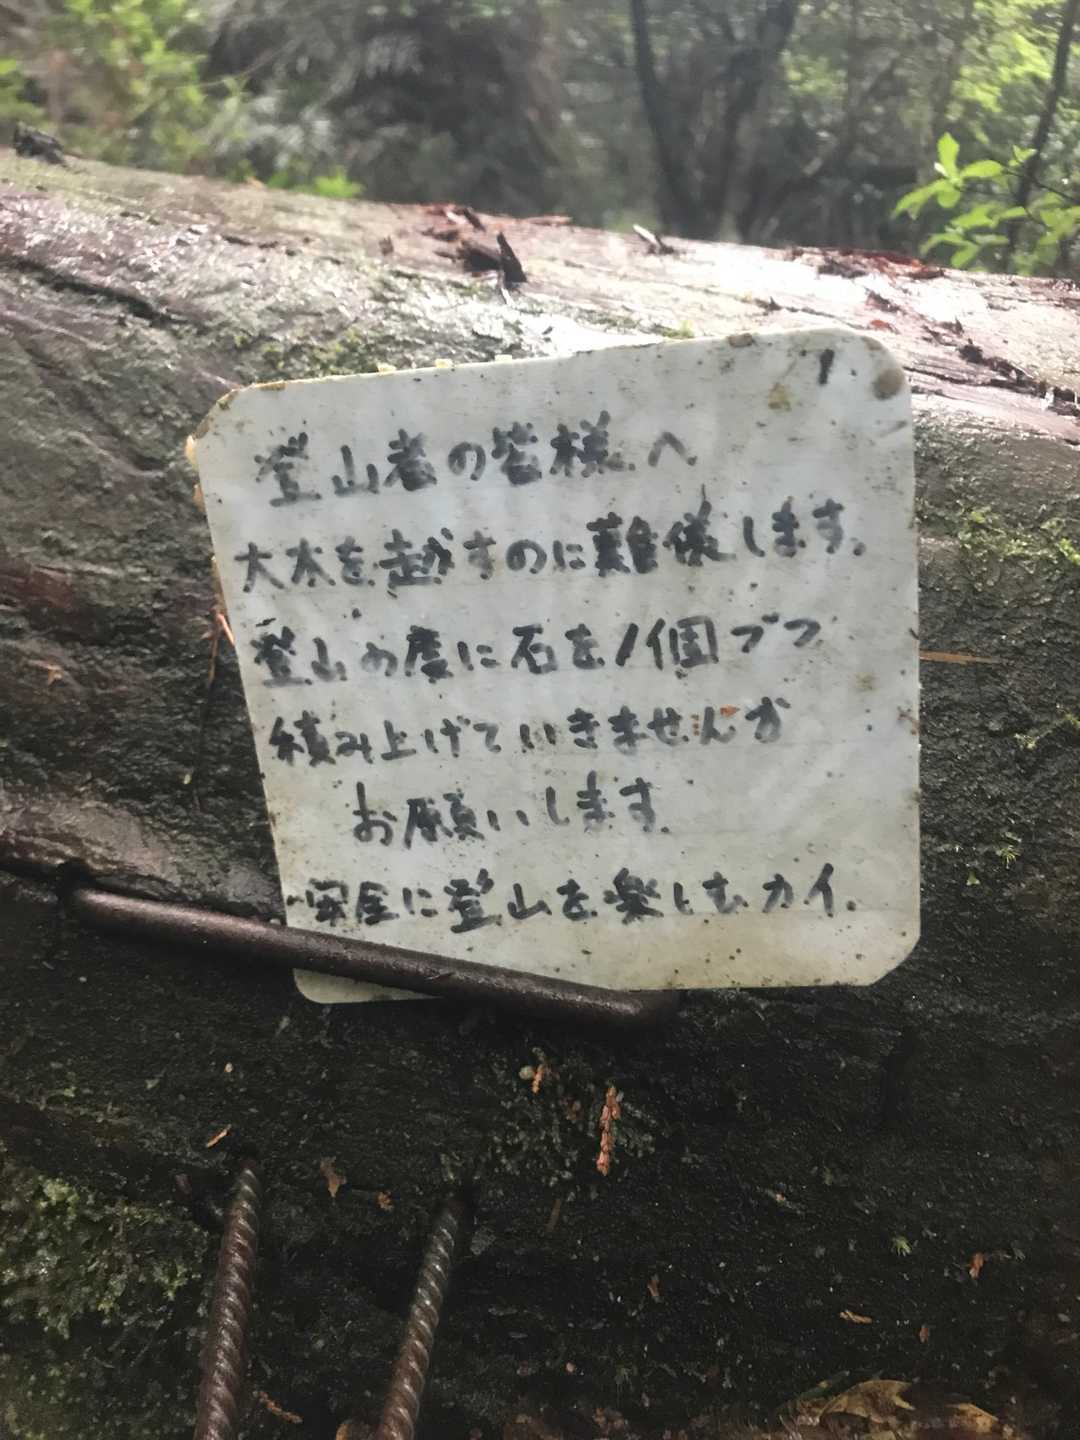 登山者の皆様へ
大木を越すのに難儀します。
登山の度に石を1個ヅツ
積み上げていきませんか
お願いします。
安全に登山を楽しむカイ.